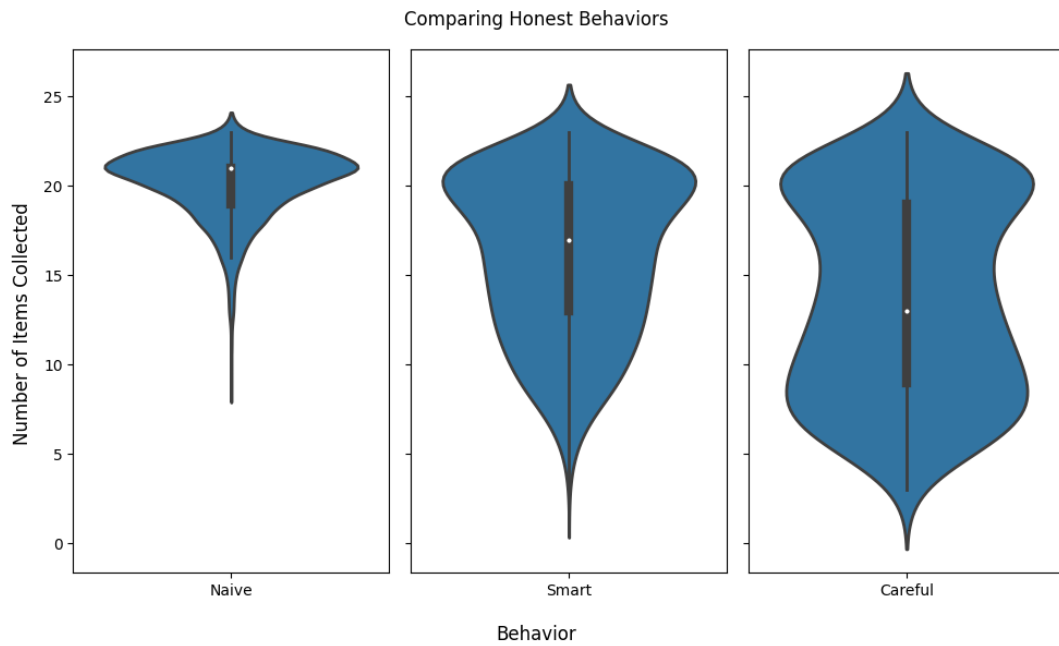 Comparing Honest Behaviors
Number of Items Collected
25
20
15
10
5
0
Naive
Smart
Careful
Behavior